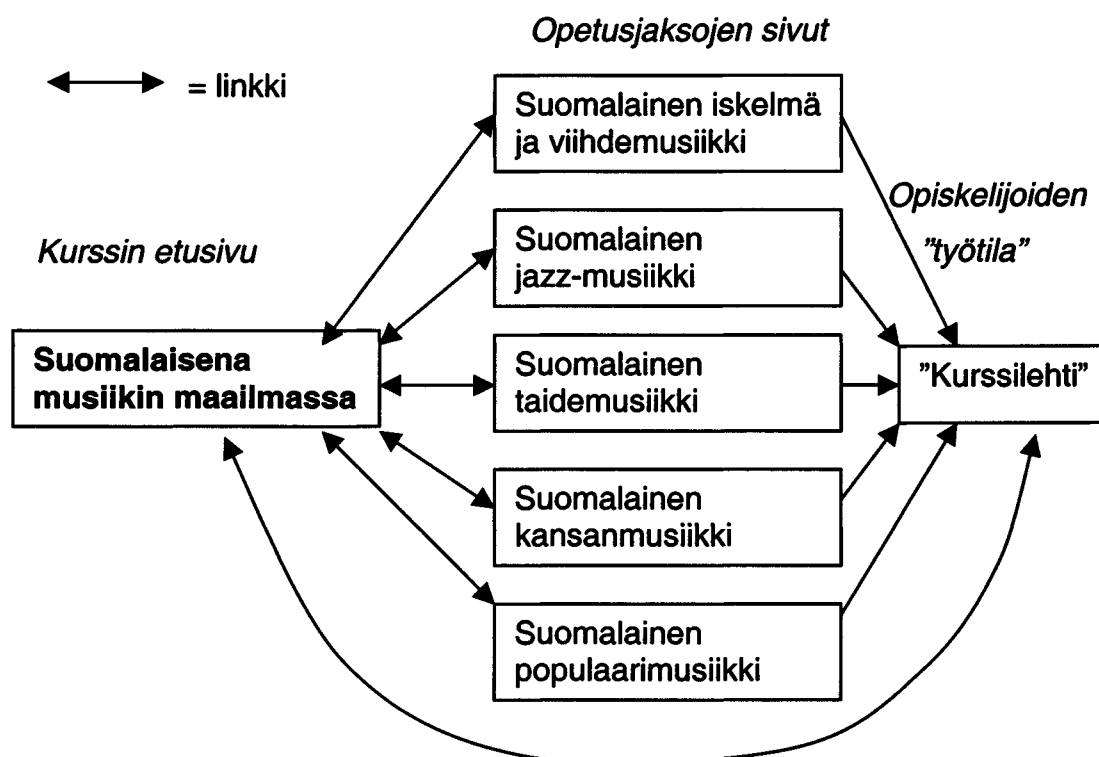 Opetusjaksojen sivut
= linkki
Suomalainen iskelmä
ja viihdemusiikki
Opiskelijoiden
”työtila”
Kurssin etusivu
Suomalainen
jazz-musiikki
Suomalaisena
musiikin maailmassa
Suomalainen
taidemusiikki
”Kurssilehti”
Suomalainen
kansanmusiikki
Suomalainen
populaarimusiikki